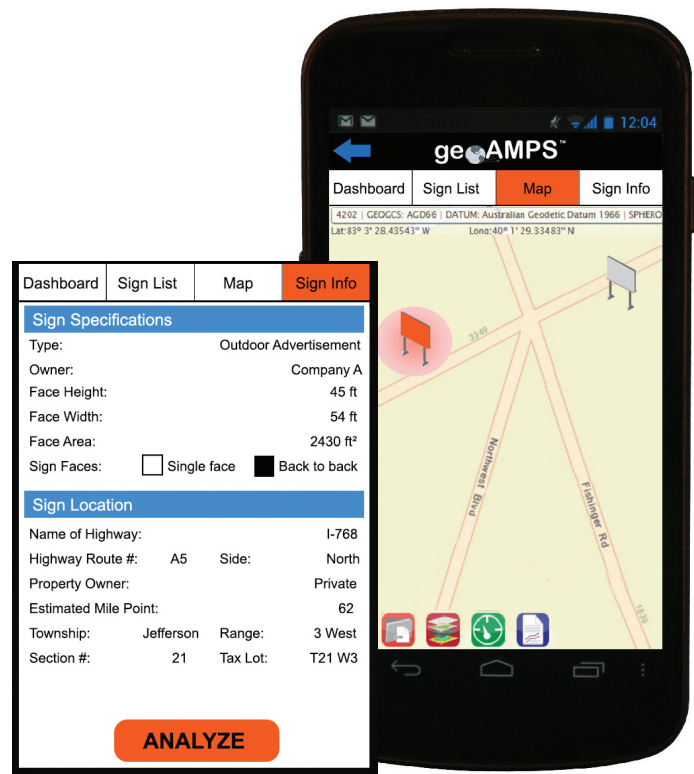 12:04
geoAMPS™
Dashboard Sign List Map Sign Info
4202 | GEOGCS: AGD66 | DATUM: Australian Geodetic Datum 1966 | SPHERO
Lat:83º 3' 28.43543" W Long:40º 1' 29.33483" N
3349
Northwest Blvd
Fishinger Rd
1639
Dashboard Sign List Map Sign Info
Sign Specifications
Type: Outdoor Advertisement
Owner: Company A
Face Height: 45 ft
Face Width: 54 ft
Face Area: 2430 ft²
Sign Faces: Single face Back to back
Sign Location
Name of Highway: I-768
Highway Route #: A5 Side: North
Property Owner: Private
Estimated Mile Point: 62
Township: Jefferson Range: 3 West
Section #: 21 Tax Lot: T21 W3
ANALYZE